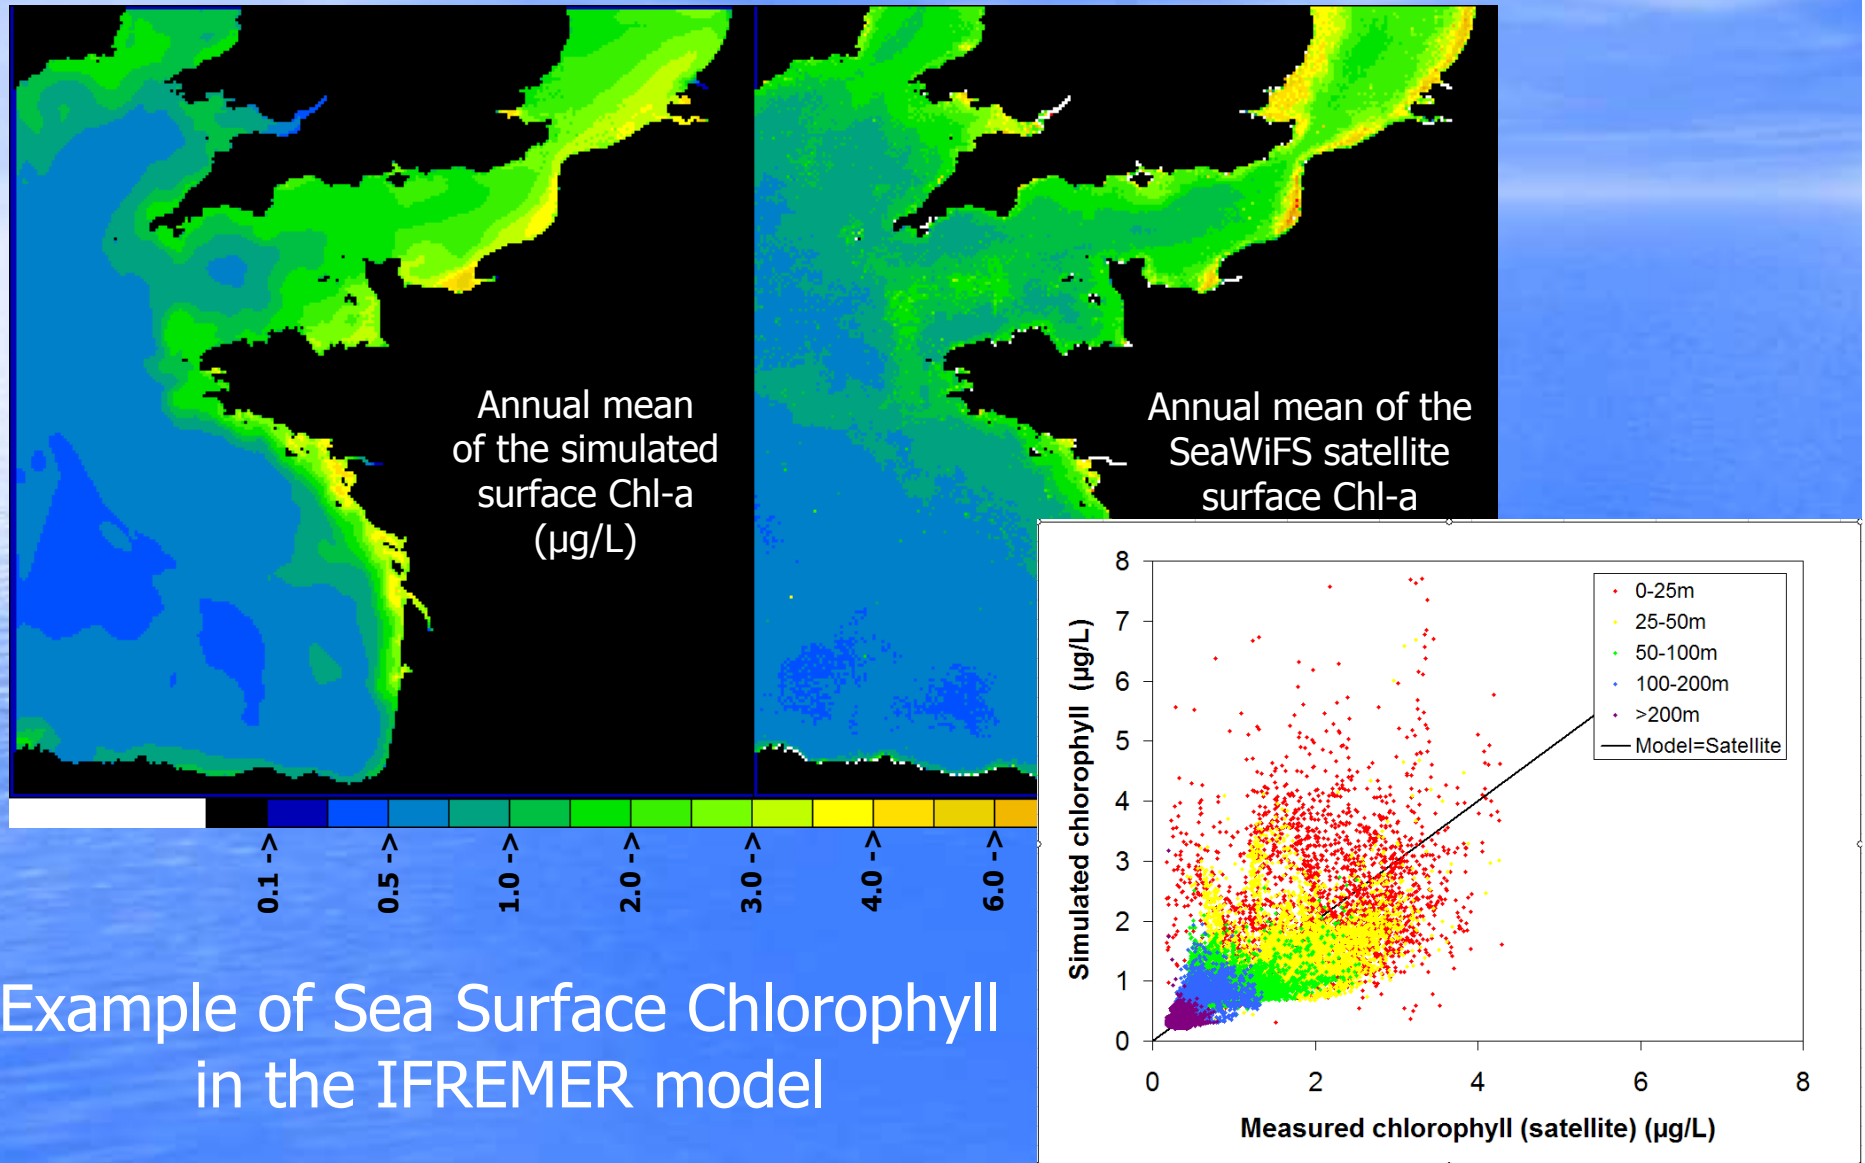 Annual mean
of the simulated
surface Chl-a
(µg/L)
Annual mean of the
SeaWiFS satellite
surface Chl-a
0.1 ->
0.5 ->
1.0 ->
2.0 ->
3.0 ->
4.0 ->
6.0 ->
Example of Sea Surface Chlorophyll
in the IFREMER model
8
7
6
5
4
3
2
1
0
Simulated chlorophyll (µg/L)
0-25m
25-50m
50-100m
100-200m
>200m
Model=Satellite
0
2
4
6
8
Measured chlorophyll (satellite) (µg/L)